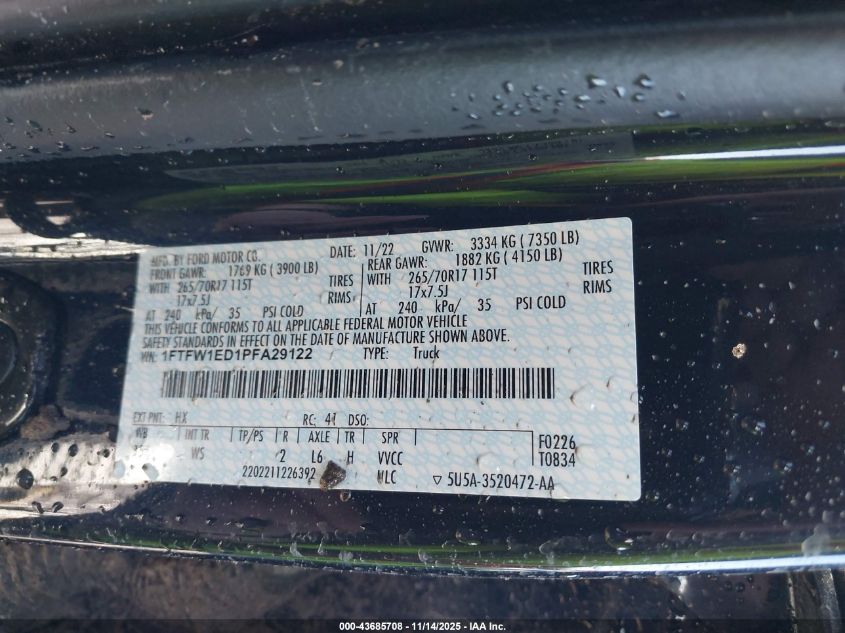 MFD. BY FORD MOTOR CO. DATE: 11/22 GVWR: 3334 KG ( 7350 LB)
FRONT GAWR: 1769 KG ( 3900 LB) REAR GAWR: 1882 KG ( 4150 LB)
WITH 265/70R17 115T TIRES WITH 265/70R17 115T TIRES
17x7.5J RIMS 17x7.5J RIMS
AT 240 kPa/ 35 PSI COLD AT 240 kPa/ 35 PSI COLD
THIS VEHICLE CONFORMS TO ALL APPLICABLE FEDERAL MOTOR VEHICLE
SAFETY STANDARDS IN EFFECT ON THE DATE OF MANUFACTURE SHOWN ABOVE.
VIN: 1FTFW1ED1PFA29122 TYPE: Truck
EXT PNT: HX RC: 41 DSO:
WB INT TR TP/PS R AXLE TR SPR F0226
WS 2 L6 H VVCC T0834
2202211226392 ULC ▽ 5U5A-3520472-AA
000-43685708 - 11/14/2025 - IAA Inc.